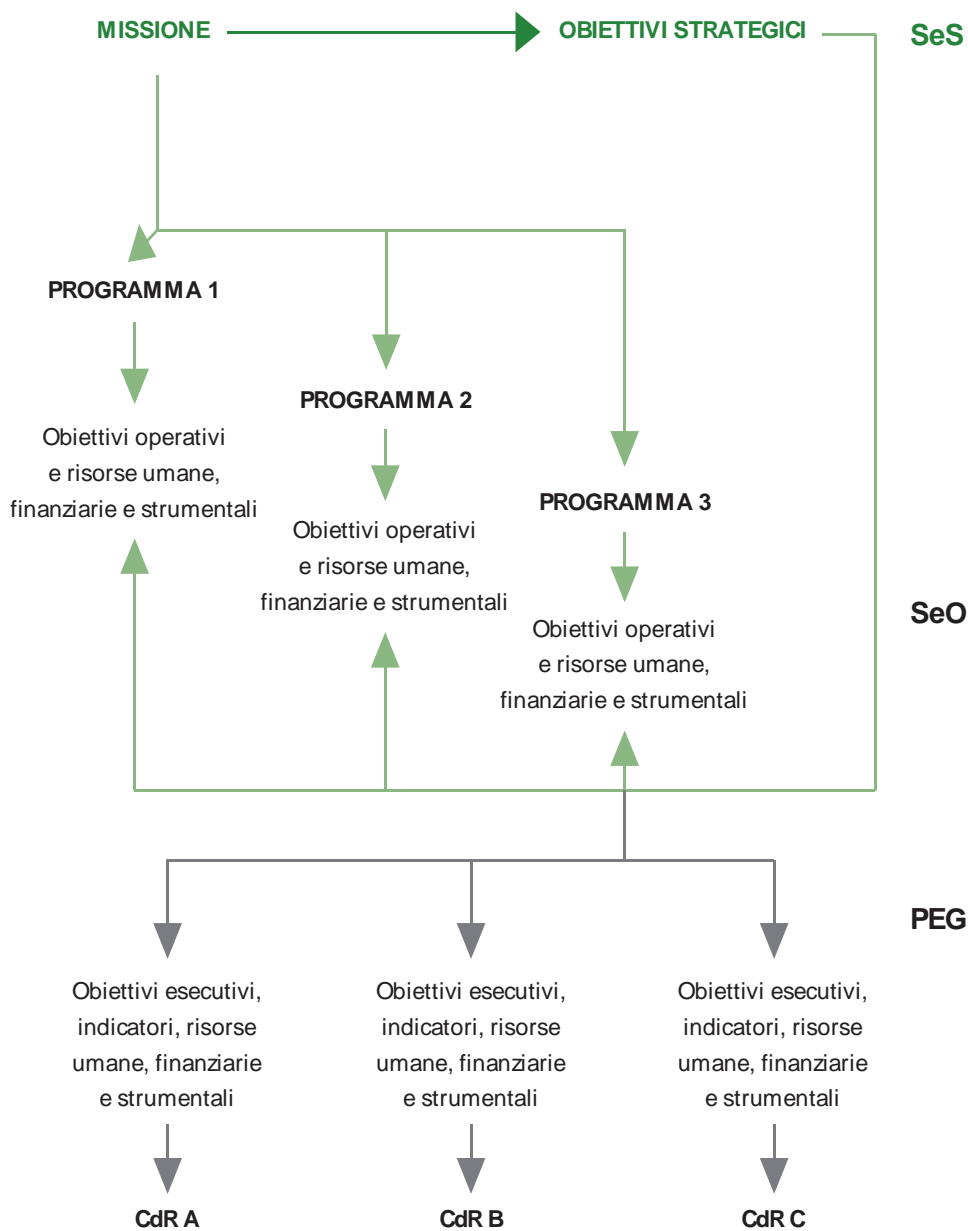 MISSIONE
OBIETTIVI STRATEGICI
SeS
PROGRAMMA 1
Obiettivi operativi
e risorse umane,
finanziarie e strumentali
PROGRAMMA 2
Obiettivi operativi
e risorse umane,
finanziarie e strumentali
PROGRAMMA 3
Obiettivi operativi
e risorse umane,
finanziarie e strumentali
SeO
PEG
Obiettivi esecutivi,
indicatori, risorse
umane, finanziarie
e strumentali
CdR A
Obiettivi esecutivi,
indicatori, risorse
umane, finanziarie
e strumentali
CdR B
Obiettivi esecutivi,
indicatori, risorse
umane, finanziarie
e strumentali
CdR C